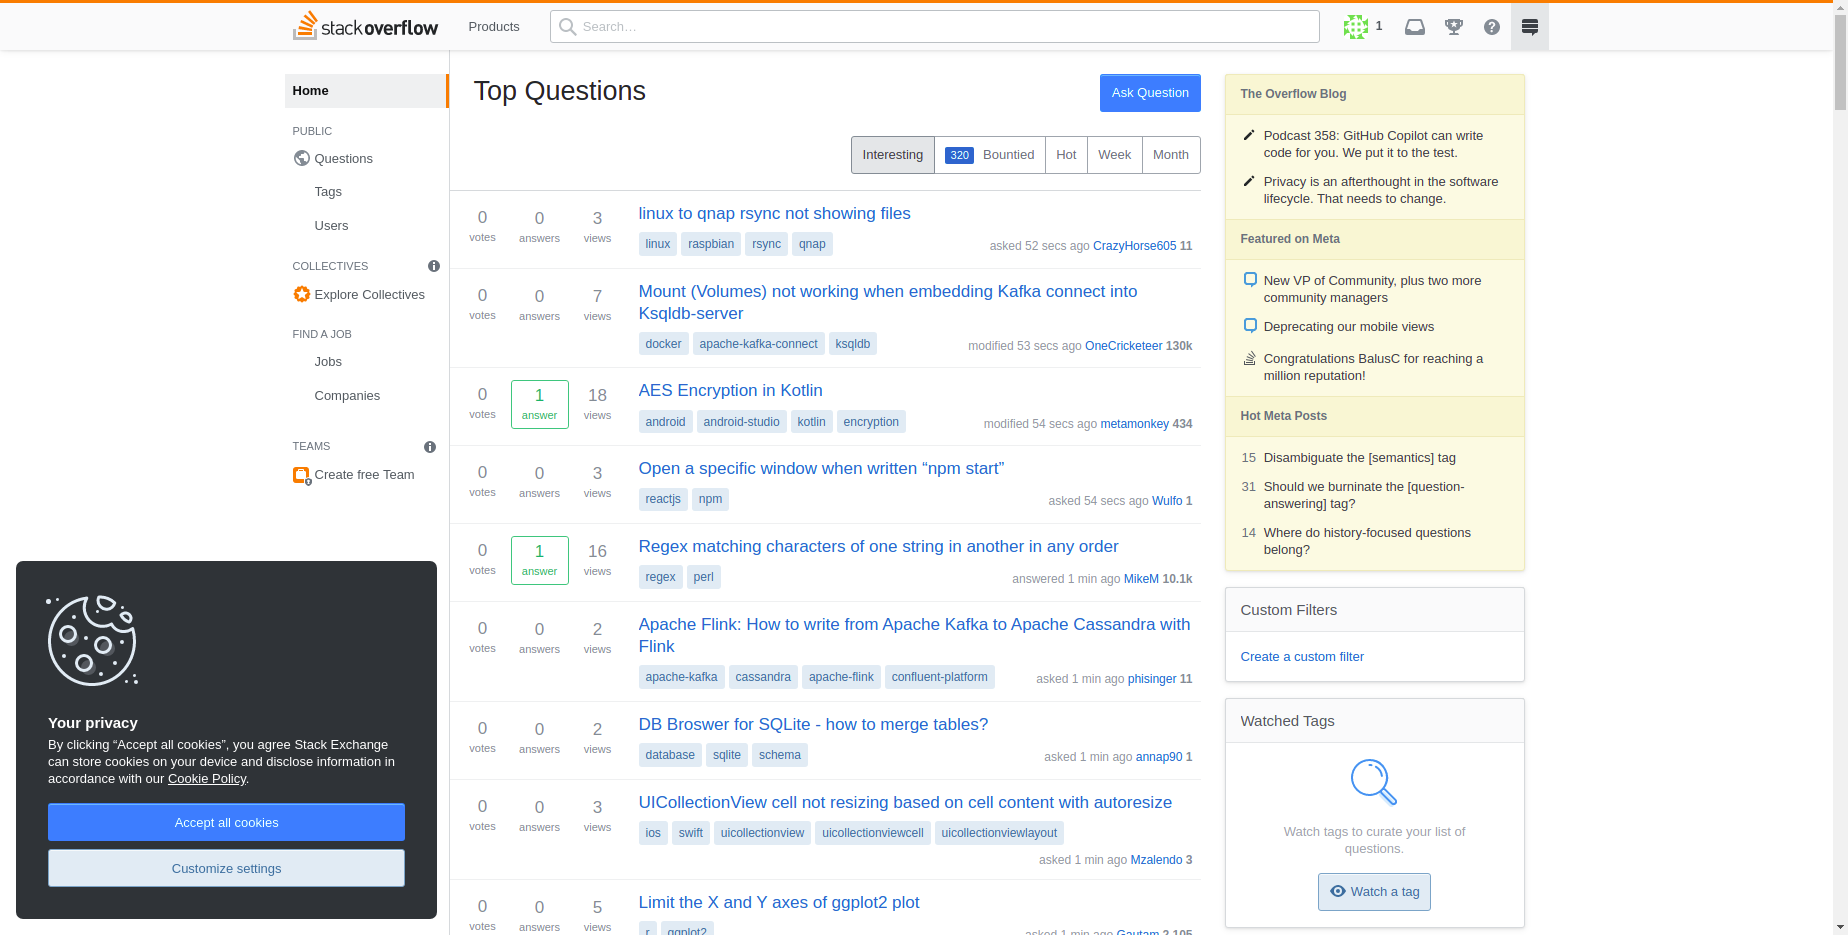 stackoverflow
Products
Search…
1
Home
PUBLIC
Questions
Tags
Users
COLLECTIVES
Explore Collectives
FIND A JOB
Jobs
Companies
TEAMS
Create free Team
Top Questions
Ask Question
Interesting
320 Bountied
Hot
Week
Month
0 votes
0 answers
3 views
linux to qnap rsync not showing files
linux raspbian rsync qnap
asked 52 secs ago CrazyHorse605 11
0 votes
0 answers
7 views
Mount (Volumes) not working when embedding Kafka connect into
Ksqldb-server
docker apache-kafka-connect ksqldb
modified 53 secs ago OneCricketeer 130k
0 votes
1 answer
18 views
AES Encryption in Kotlin
android android-studio kotlin encryption
modified 54 secs ago metamonkey 434
0 votes
0 answers
3 views
Open a specific window when written “npm start”
reactjs npm
asked 54 secs ago Wulfo 1
0 votes
1 answer
16 views
Regex matching characters of one string in another in any order
regex perl
answered 1 min ago MikeM 10.1k
0 votes
0 answers
2 views
Apache Flink: How to write from Apache Kafka to Apache Cassandra with
Flink
apache-kafka cassandra apache-flink confluent-platform
asked 1 min ago phisinger 11
0 votes
0 answers
2 views
DB Broswer for SQLite - how to merge tables?
database sqlite schema
asked 1 min ago annap90 1
0 votes
0 answers
3 views
UICollectionView cell not resizing based on cell content with autoresize
ios swift uicollectionview uicollectionviewcell uicollectionviewlayout
asked 1 min ago Mzalendo 3
0 votes
0 answers
5 views
Limit the X and Y axes of ggplot2 plot
r ggplot2
asked 1 min ago Gautam 2,105
The Overflow Blog
Podcast 358: GitHub Copilot can write
code for you. We put it to the test.
Privacy is an afterthought in the software
lifecycle. That needs to change.
Featured on Meta
New VP of Community, plus two more
community managers
Deprecating our mobile views
Congratulations BalusC for reaching a
million reputation!
Hot Meta Posts
15 Disambiguate the [semantics] tag
31 Should we burninate the [question-
answering] tag?
14 Where do history-focused questions
belong?
Custom Filters
Create a custom filter
Watched Tags
Watch tags to curate your list of
questions.
Watch a tag
Your privacy
By clicking “Accept all cookies”, you agree Stack Exchange
can store cookies on your device and disclose information in
accordance with our Cookie Policy.
Accept all cookies
Customize settings